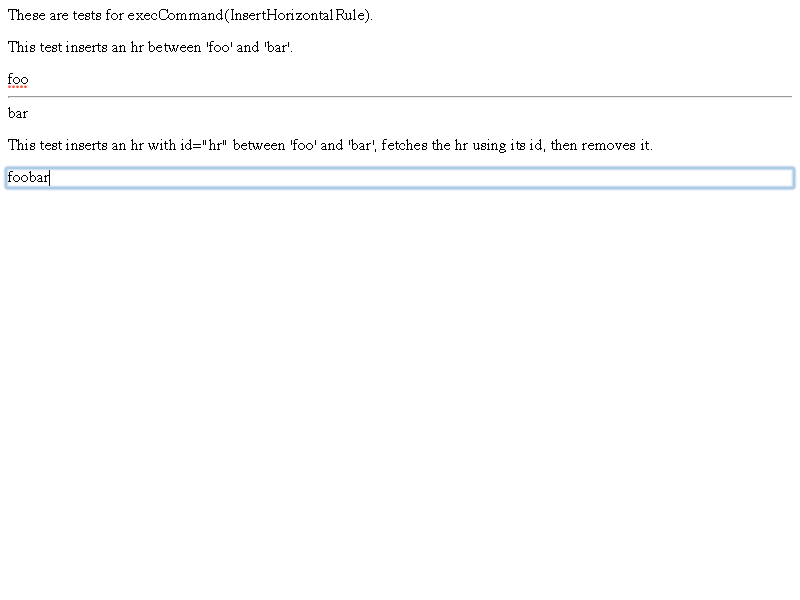 These are tests for execCommand(InsertHorizontalRule).
This test inserts an hr between 'foo' and 'bar'.
foo
bar
This test inserts an hr with id="hr" between 'foo' and 'bar', fetches the hr using its id, then removes it.
foobar